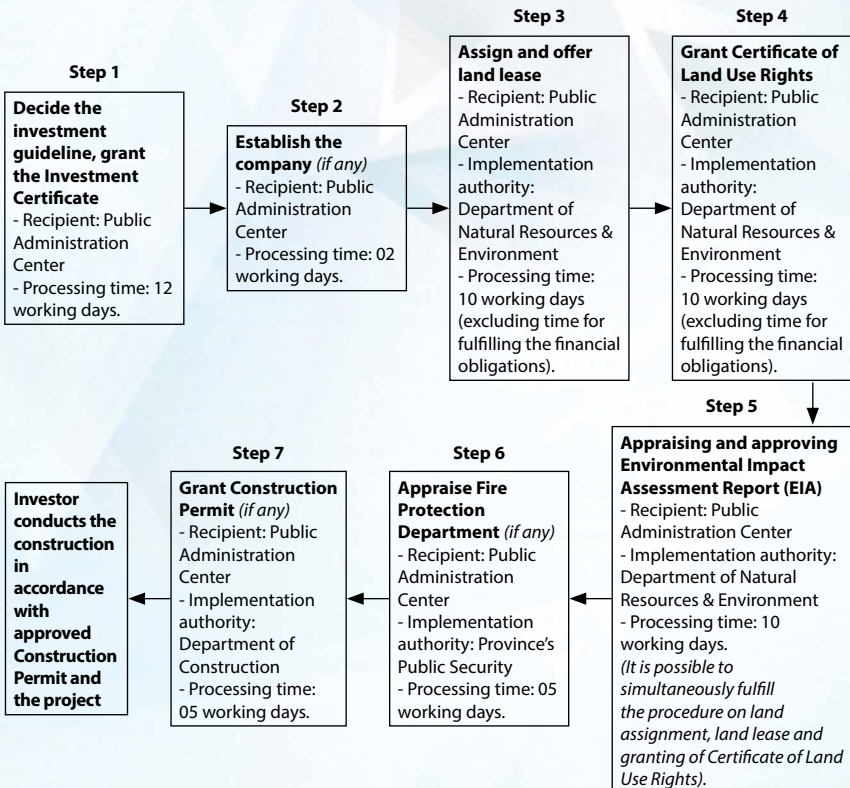 Step 1
Decide the
investment
guideline, grant
the Investment
Certificate
- Recipient: Public
Administration
Center
- Processing time: 12
working days.
Step 2
Establish the
company (if any)
- Recipient: Public
Administration
Center
- Processing time: 02
working days.
Step 3
Assign and offer
land lease
- Recipient: Public
Administration
Center
- Implementation
authority:
Department of
Natural Resources &
Environment
- Processing time:
10 working days
(excluding time for
fulfilling the financial
obligations).
Step 4
Grant Certificate of
Land Use Rights
- Recipient: Public
Administration
Center
- Implementation
authority:
Department of
Natural Resources &
Environment
- Processing time:
10 working days
(excluding time for
fulfilling the financial
obligations).
Step 5
Appraising and approving
Environmental Impact
Assessment Report (EIA)
- Recipient: Public
Administration Center
- Implementation authority:
Department of Natural
Resources & Environment
- Processing time: 10
working days.
(It is possible to
simultaneously fulfill
the procedure on land
assignment, land lease and
granting of Certificate of Land
Use Rights).
Step 6
Appraise Fire
Protection
Department (if any)
- Recipient: Public
Administration
Center
- Implementation
authority: Province’s
Public Security
- Processing time: 05
working days.
Step 7
Grant Construction
Permit (if any)
- Recipient: Public
Administration
Center
- Implementation
authority:
Department of
Construction
- Processing time:
05 working days.
Investor
conducts the
construction
in
accordance
with
approved
Construction
Permit and
the project